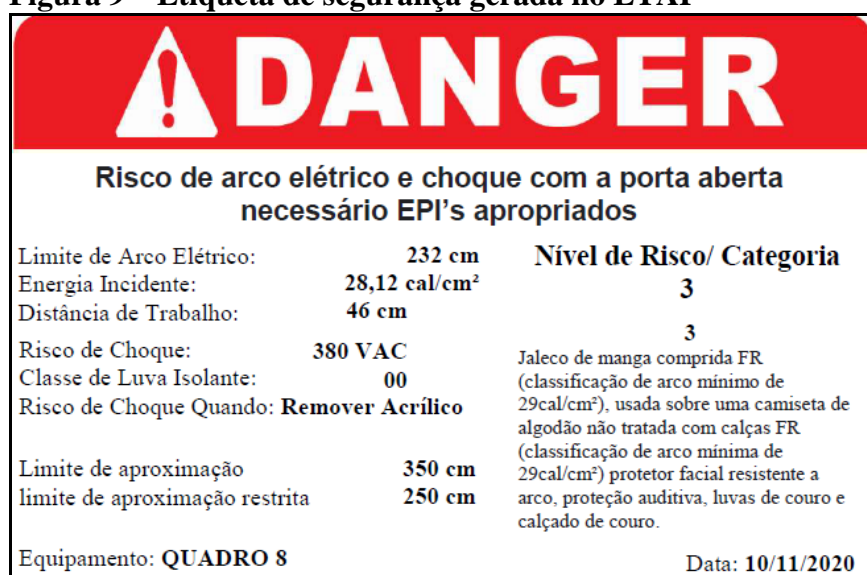 Figura 9 – Etiqueta de segurança gerada no ETAP
DANGER
Risco de arco elétrico e choque com a porta aberta
necessário EPI's apropriados
Limite de Arco Elétrico: 232 cm
Energia Incidente: 28,12 cal/cm²
Distância de Trabalho: 46 cm
Risco de Choque: 380 VAC
Classe de Luva Isolante: 00
Risco de Choque Quando: Remover Acrílico
Limite de aproximação 350 cm
limite de aproximação restrita 250 cm
Equipamento: QUADRO 8
Nível de Risco/ Categoria
3
3
Jaleco de manga comprida FR
(classificação de arco mínimo de
29cal/cm²), usada sobre uma camiseta de
algodão não tratada com calças FR
(classificação de arco mínima de
29cal/cm²) protetor facial resistente a
arco, proteção auditiva, luvas de couro e
calçado de couro.
Data: 10/11/2020